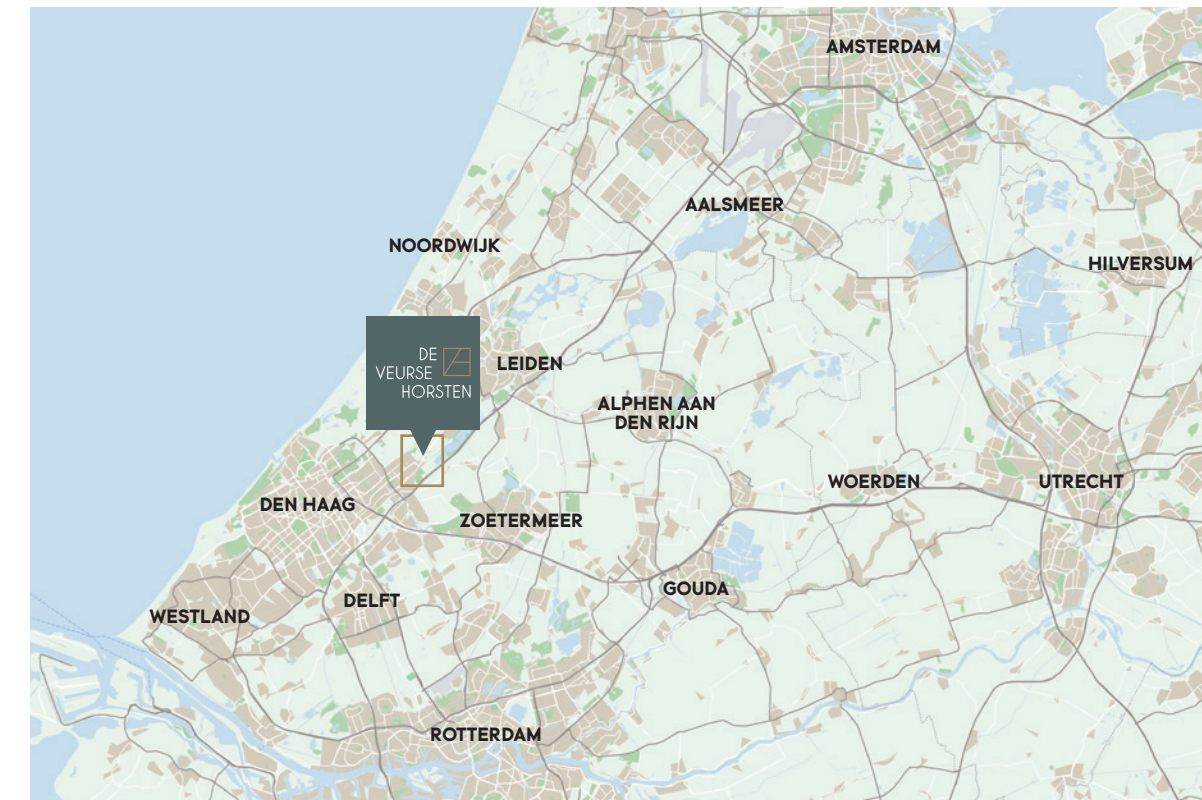 AMSTERDAM
AALSMEER
NOORDWIJK
HILVERSUM
DE
VEURSE
HORSTEN
LEIDEN
ALPHEN AAN
DEN RIJN
WOERDEN
UTRECHT
DEN HAAG
ZOETERMEER
GOUDA
DELFT
WESTLAND
ROTTERDAM